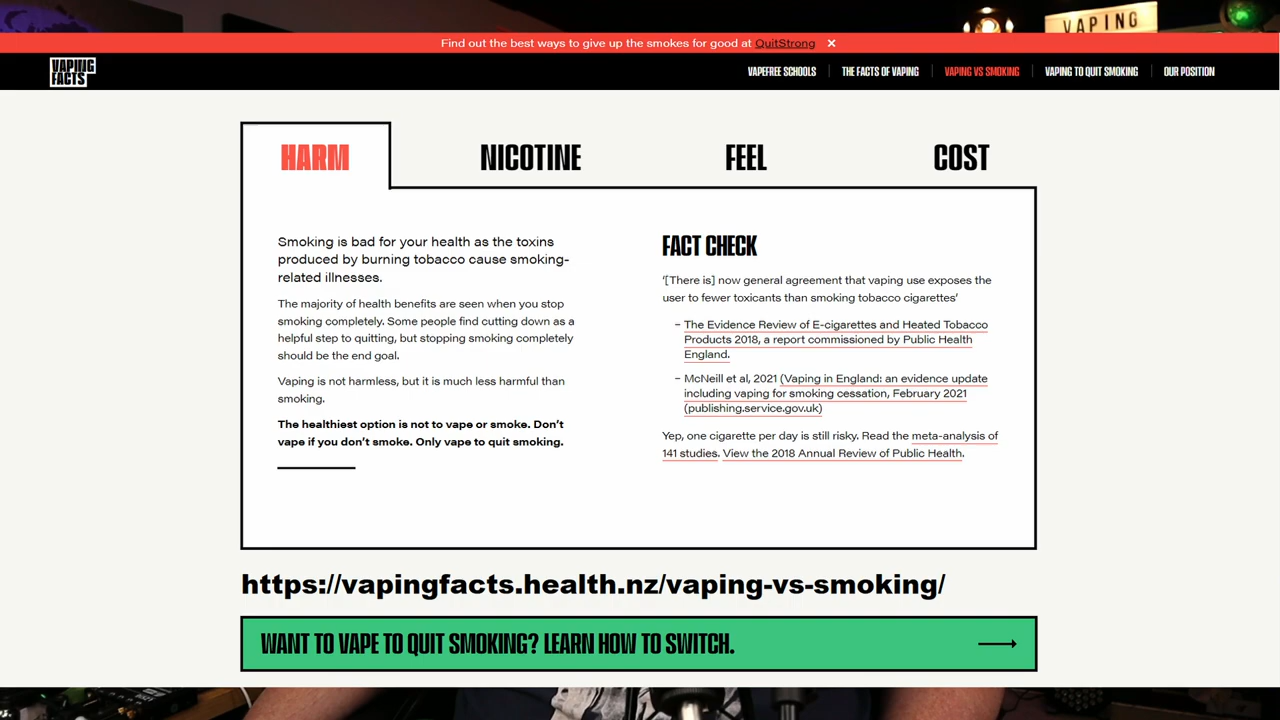 VAPING
Find out the best ways to give up the smokes for good at QuitStrong ×
VAPING
FACTS
VAPEFREE SCHOOLS
THE FACTS OF VAPING
VAPING VS SMOKING
VAPING TO QUIT SMOKING
OUR POSITION
HARM
NICOTINE
FEEL
COST
Smoking is bad for your health as the toxins
produced by burning tobacco cause smoking-
related illnesses.
The majority of health benefits are seen when you stop
smoking completely. Some people find cutting down as a
helpful step to quitting, but stopping smoking completely
should be the end goal.
Vaping is not harmless, but it is much less harmful than
smoking.
The healthiest option is not to vape or smoke. Don't
vape if you don't smoke. Only vape to quit smoking.
FACT CHECK
'[There is] now general agreement that vaping use exposes the
user to fewer toxicants than smoking tobacco cigarettes'
– The Evidence Review of E-cigarettes and Heated Tobacco
Products 2018, a report commissioned by Public Health
England.
– McNeill et al, 2021 (Vaping in England: an evidence update
including vaping for smoking cessation, February 2021
(publishing.service.gov.uk)
Yep, one cigarette per day is still risky. Read the meta-analysis of
141 studies. View the 2018 Annual Review of Public Health.
https://vapingfacts.health.nz/vaping-vs-smoking/
WANT TO VAPE TO QUIT SMOKING? LEARN HOW TO SWITCH.